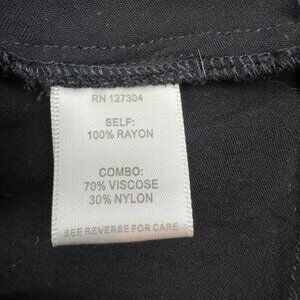 RN 127304
SELF:
100% RAYON
COMBO:
70% VISCOSE
30% NYLON
SEE REVERSE FOR CARE